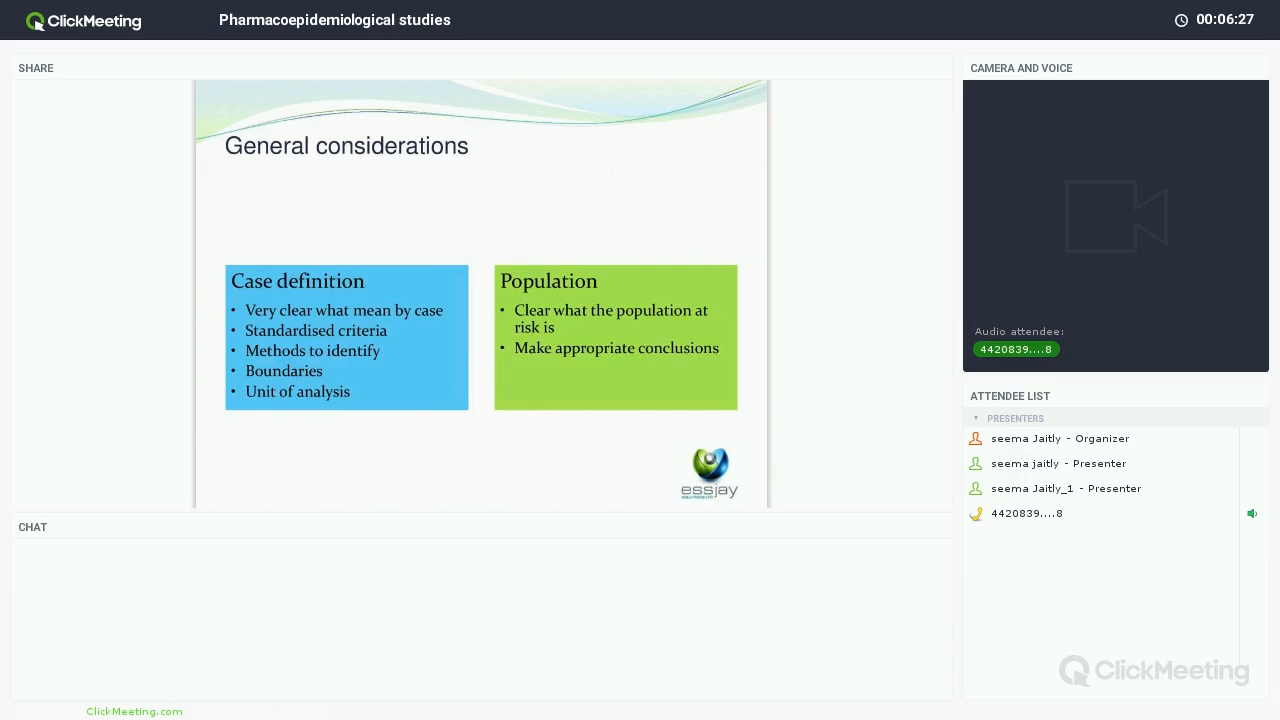 ClickMeeting
Pharmacoepidemiological studies
00:06:27
SHARE
General considerations
Case definition
• Very clear what mean by case
• Standardised criteria
• Methods to identify
• Boundaries
• Unit of analysis
Population
• Clear what the population at
risk is
• Make appropriate conclusions
essjay
CHAT
CAMERA AND VOICE
Audio attendee:
4420839....8
ATTENDEE LIST
PRESENTERS
seema Jaitly - Organizer
seema jaitly - Presenter
seema Jaitly_1 - Presenter
4420839....8
ClickMeeting
ClickMeeting.com